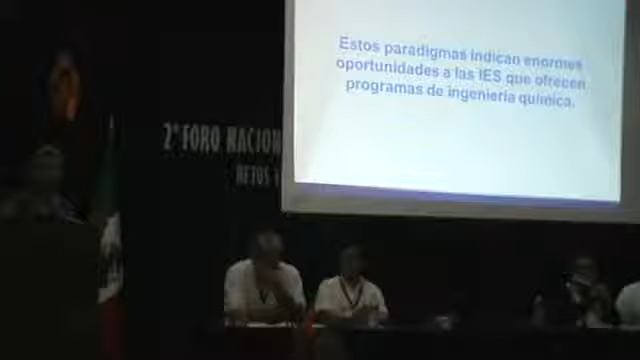 Estos paradigmas indican enormes
oportunidades a las IES que ofrecen
programas de ingeniería química.
2° FORO NACION
RETOS